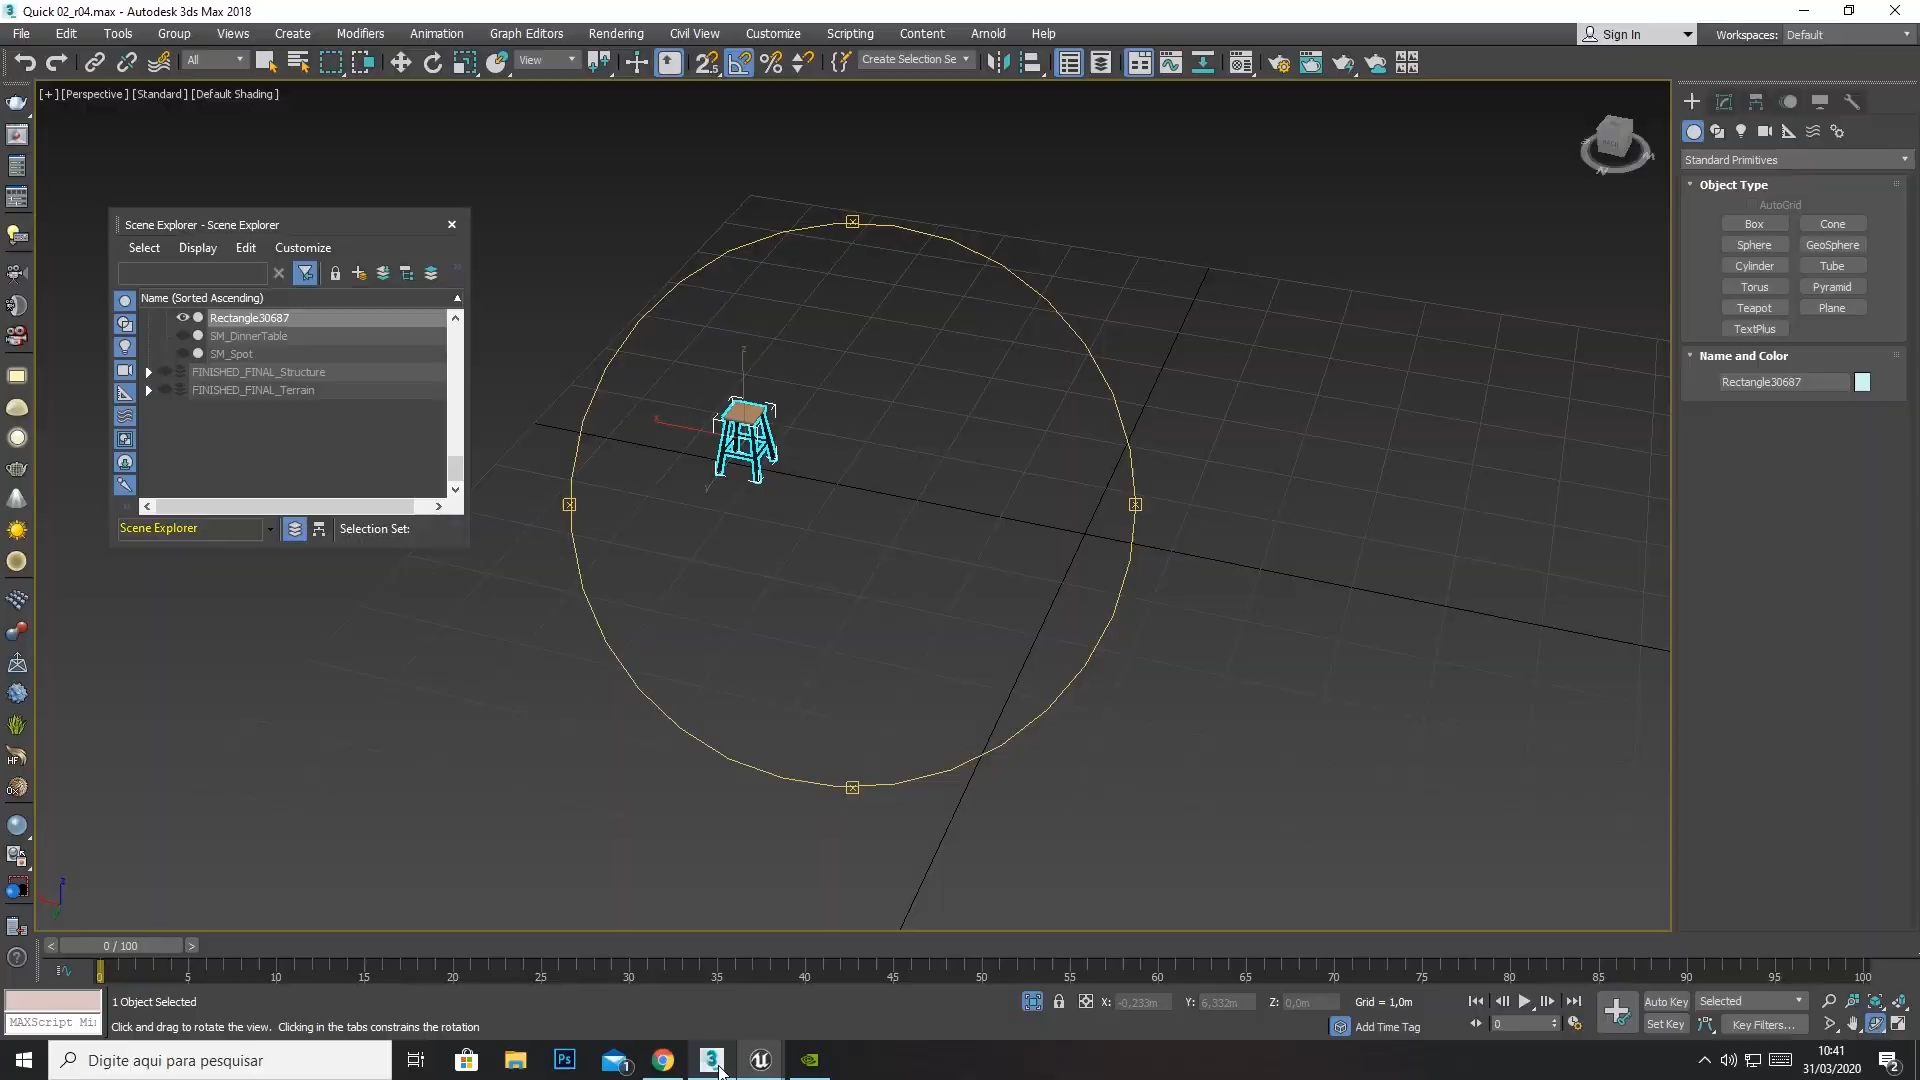 Quick 02_r04.max - Autodesk 3ds Max 2018
File Edit Tools Group Views Create Modifiers Animation Graph Editors Rendering Civil View Customize Scripting Content Arnold Help
Sign In
Workspaces: Default
All
View
Create Selection Se
[+] [Perspective] [Standard] [Default Shading]
Scene Explorer - Scene Explorer
Select Display Edit Customize
Name (Sorted Ascending)
Rectangle30687
SM_DinnerTable
SM_Spot
FINISHED_FINAL_Structure
FINISHED_FINAL_Terrain
Scene Explorer
Selection Set:
Standard Primitives
Object Type
AutoGrid
Box Cone
Sphere GeoSphere
Cylinder Tube
Torus Pyramid
Teapot Plane
TextPlus
Name and Color
Rectangle30687
z
x
0 / 100
0 5 10 15 20 25 30 35 40 45 50 55 60 65 70 75 80 85 90 95 100
1 Object Selected
X: -0,233m Y: 6,332m Z: 0,0m Grid = 1,0m
Auto Key Selected
MAXScript Mi
Click and drag to rotate the view. Clicking in the tabs constrains the rotation
Add Time Tag
0
Set Key Key Filters...
Digite aqui para pesquisar
10:41
31/03/2020